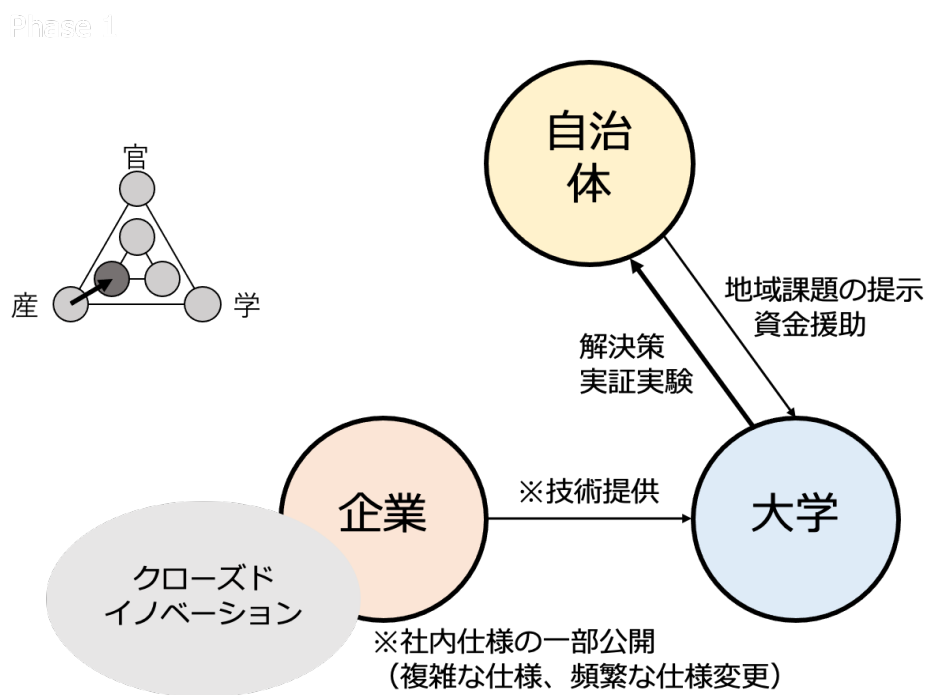 Phase 1
官
産
学
自治
体
地域課題の提示
資金援助
解決策
実証実験
企業
※技術提供
大学
クローズド
イノベーション
※社内仕様の一部公開
（複雑な仕様、頻繁な仕様変更）